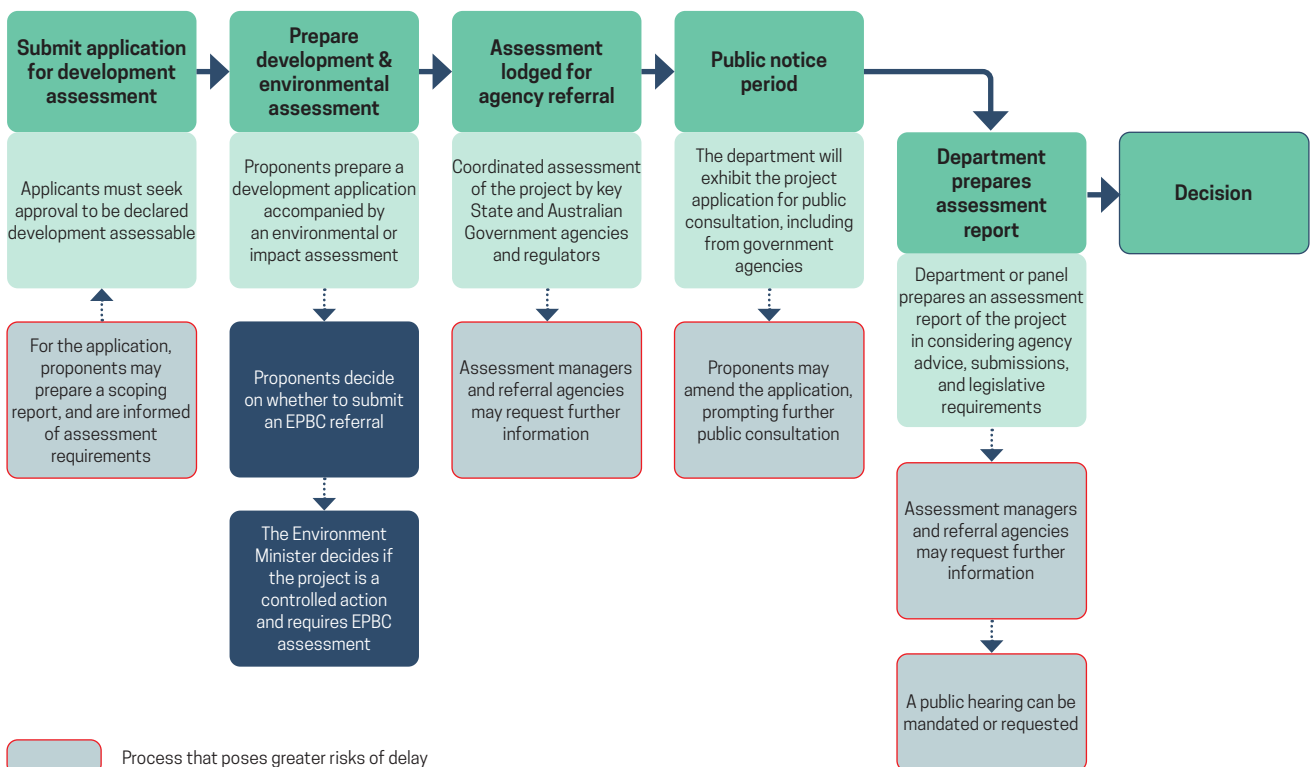 Submit application
for development
assessment
Applicants must seek
approval to be declared
development assessable
For the application,
proponents may
prepare a scoping
report, and are informed
of assessment
requirements
Prepare
development &
environmental
assessment
Proponents prepare a
development application
accompanied by
an environmental or
impact assessment
Proponents decide
on whether to submit
an EPBC referral
The Environment
Minister decides if
the project is a
controlled action
and requires EPBC
assessment
Assessment
lodged for
agency referral
Coordinated assessment
of the project by key
State and Australian
Government agencies
and regulators
Assessment managers
and referral agencies
may request further
information
Public notice
period
The department will
exhibit the project
application for public
consultation, including
from government
agencies
Proponents may
amend the application,
prompting further
public consultation
Department
prepares
assessment
report
Department or panel
prepares an assessment
report of the project
in considering agency
advice, submissions,
and legislative
requirements
Assessment managers
and referral agencies
may request further
information
A public hearing can be
mandated or requested
Decision
Process that poses greater risks of delay